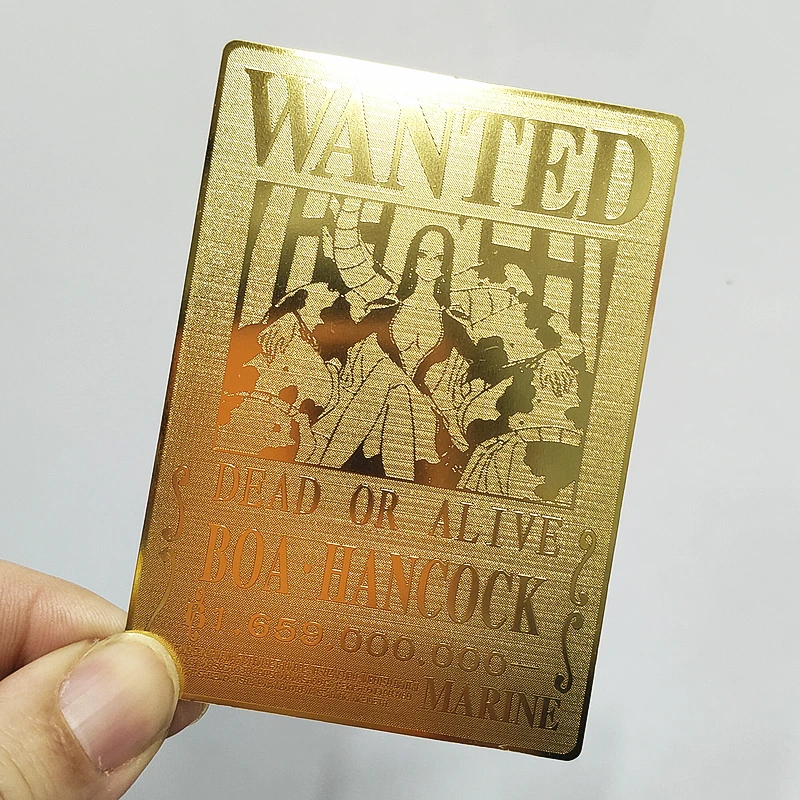 WANTED
DEAD OR ALIVE
BOA·HANCOCK
฿1.659 000.000—
MARINE